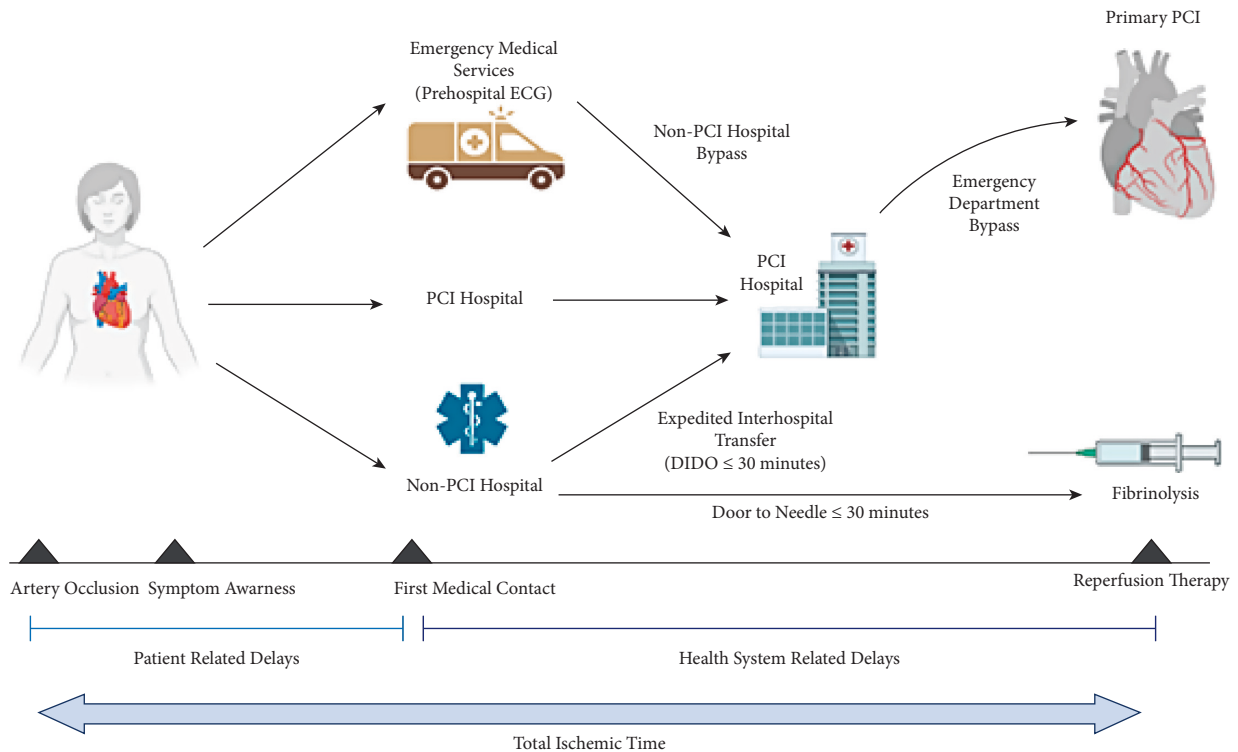 Primary PCI
Emergency Medical
Services
(Prehospital ECG)
Non-PCI Hospital
Bypass
Emergency
Department
Bypass
PCI
Hospital
PCI Hospital
Expedited Interhospital
Transfer
(DIDO ≤ 30 minutes)
Non-PCI Hospital
Door to Needle ≤ 30 minutes
Fibrinolysis
Artery Occlusion
Symptom Awarness
First Medical Contact
Reperfusion Therapy
Patient Related Delays
Health System Related Delays
Total Ischemic Time